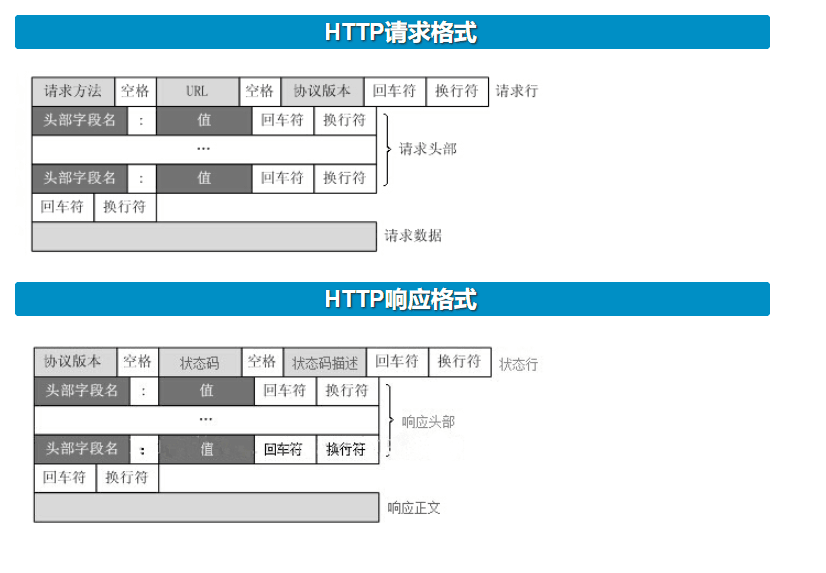 HTTP请求格式
请求方法 空格 URL 空格 协议版本 回车符 换行符 请求行
头部字段名 : 值 回车符 换行符
... 请求头部
头部字段名 : 值 回车符 换行符
回车符 换行符
请求数据
HTTP响应格式
协议版本 空格 状态码 空格 状态码描述 回车符 换行符 状态行
头部字段名 : 值 回车符 换行符
... 响应头部
头部字段名 : 值 回车符 换行符
回车符 换行符
响应正文